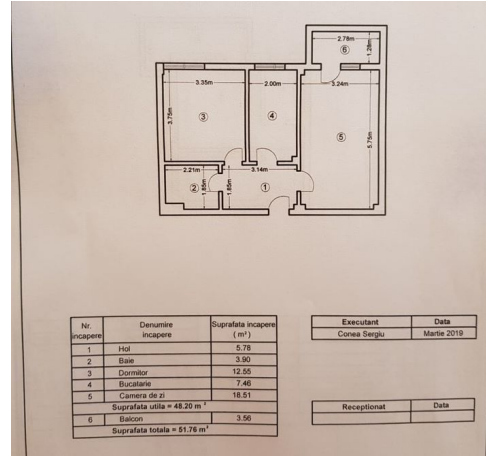 2.78m
1.28m
6
3.35m
2.00m
3.24m
3.75m
3
4
5
5.75m
2.21m
3.14m
2
1.85m
1.85m
1
Nr. incapere Denumire incapere Suprafata incapere ( m² )
1 Hol 5.78
2 Baie 3.90
3 Dormitor 12.55
4 Bucatarie 7.46
5 Camera de zi 18.51
Suprafata utila = 48.20 m²
6 Balcon 3.56
Suprafata totala = 51.76 m²
Executant Data
Conea Sergiu Martie 2019
Receptionat Data